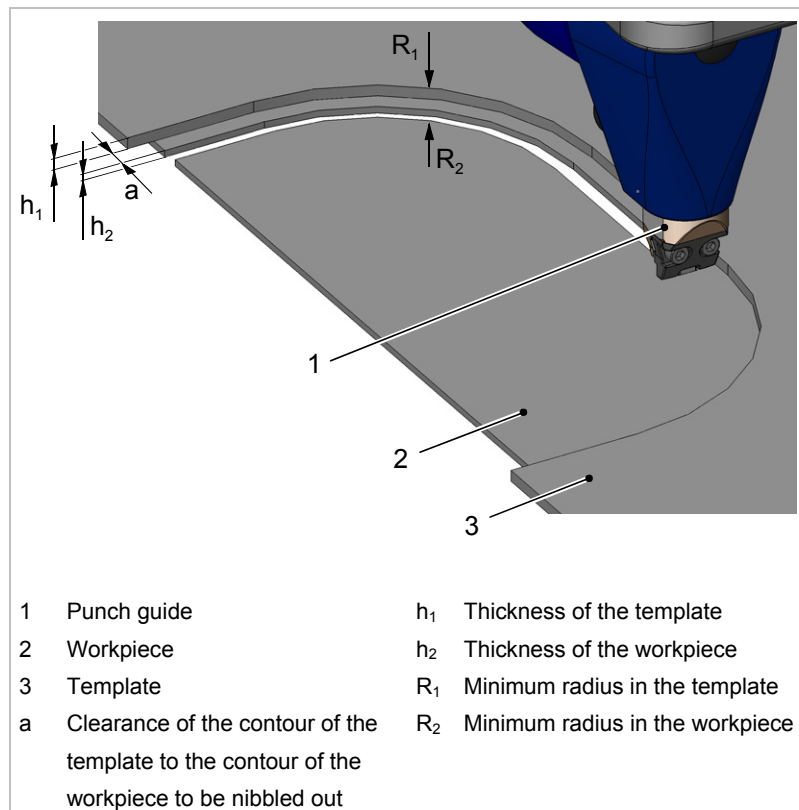 R₁
R₂
a
h₁
h₂
1
2
3
1 Punch guide
2 Workpiece
3 Template
a Clearance of the contour of the
template to the contour of the
workpiece to be nibbled out
h₁ Thickness of the template
h₂ Thickness of the workpiece
R₁ Minimum radius in the template
R₂ Minimum radius in the workpiece